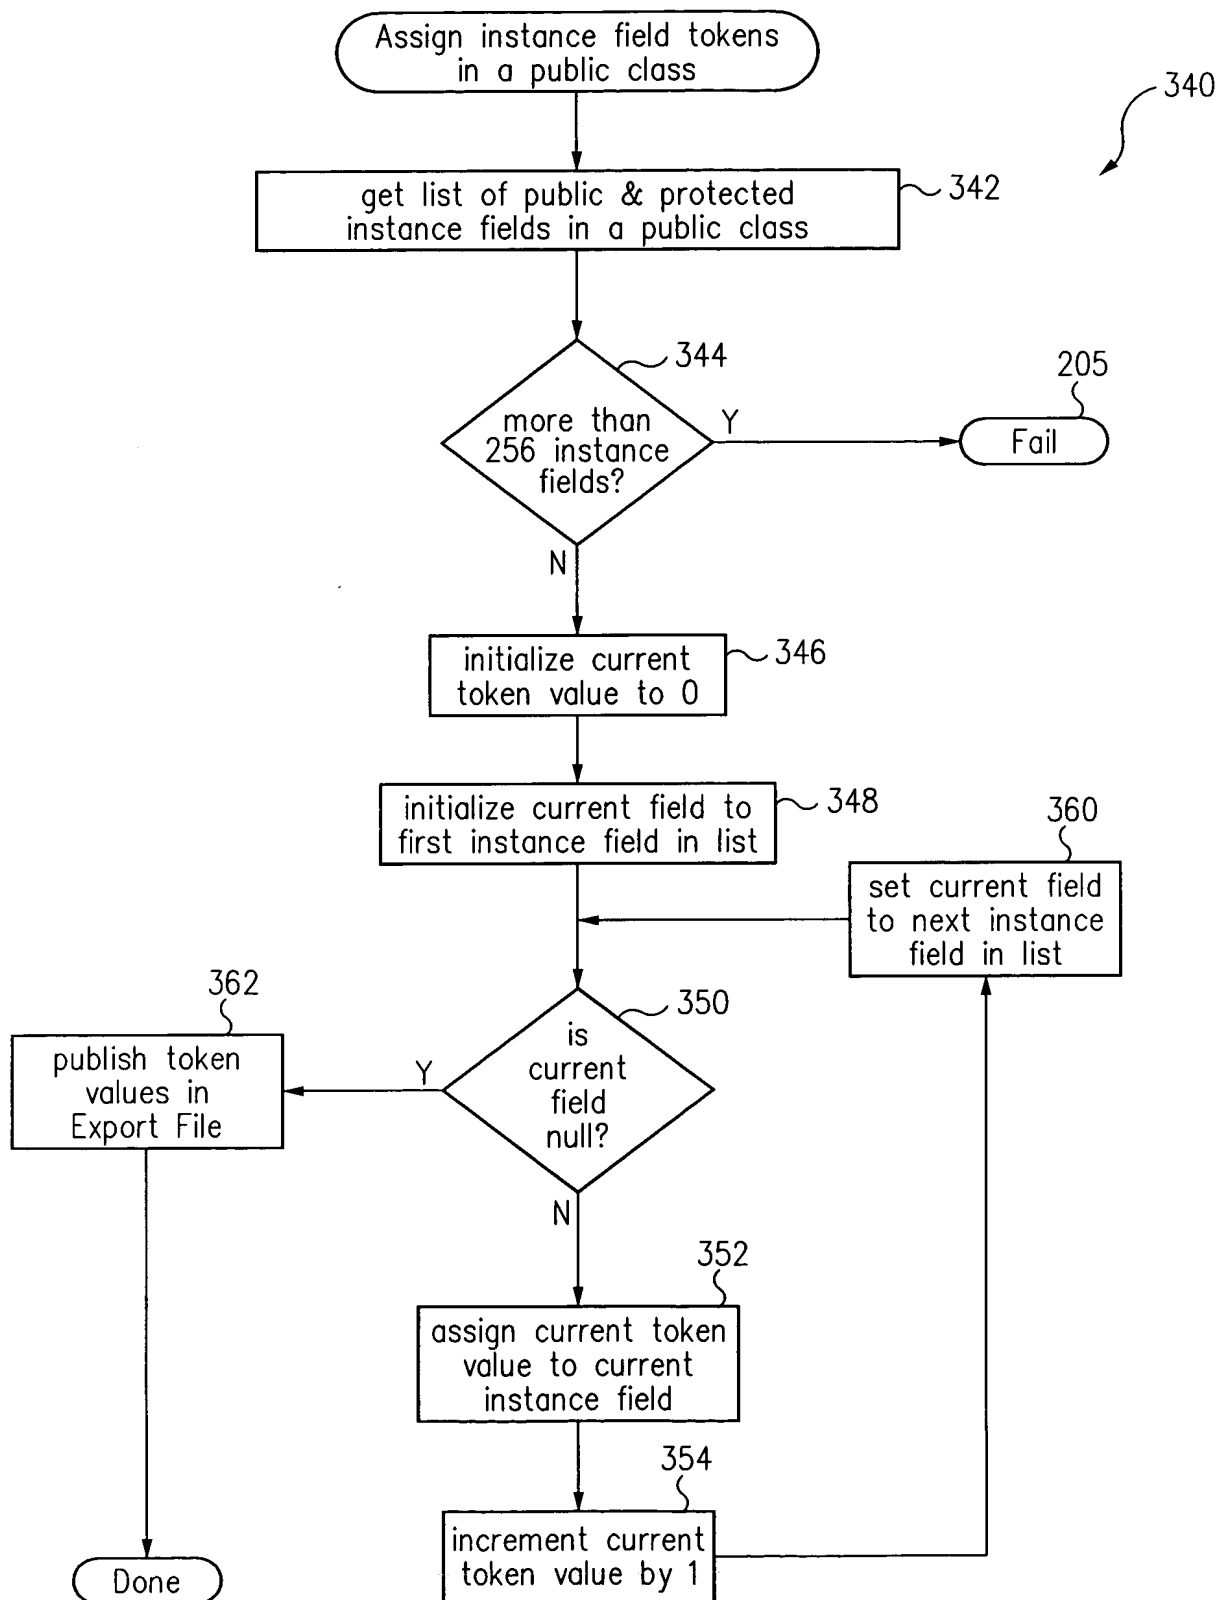 Assign instance field tokens
in a public class
340
get list of public & protected
instance fields in a public class
342
344
more than
256 instance
fields?
Y
205
Fail
N
initialize current
token value to 0
346
initialize current field to
first instance field in list
348
360
set current field
to next instance
field in list
362
publish token
values in
Export File
350
is
current
field
null?
Y
N
352
assign current token
value to current
instance field
354
increment current
token value by 1
Done